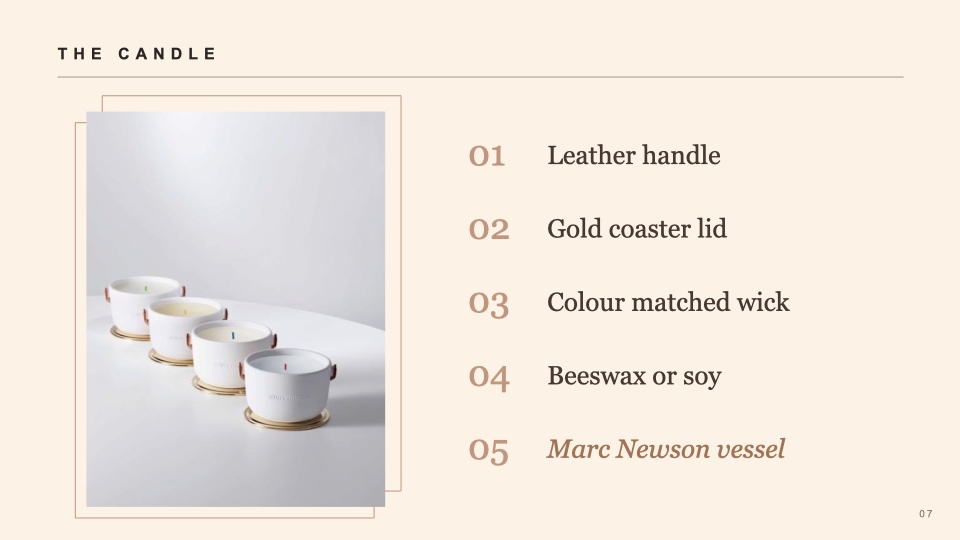 THE CANDLE
01 Leather handle
02 Gold coaster lid
03 Colour matched wick
04 Beeswax or soy
05 Marc Newson vessel
07